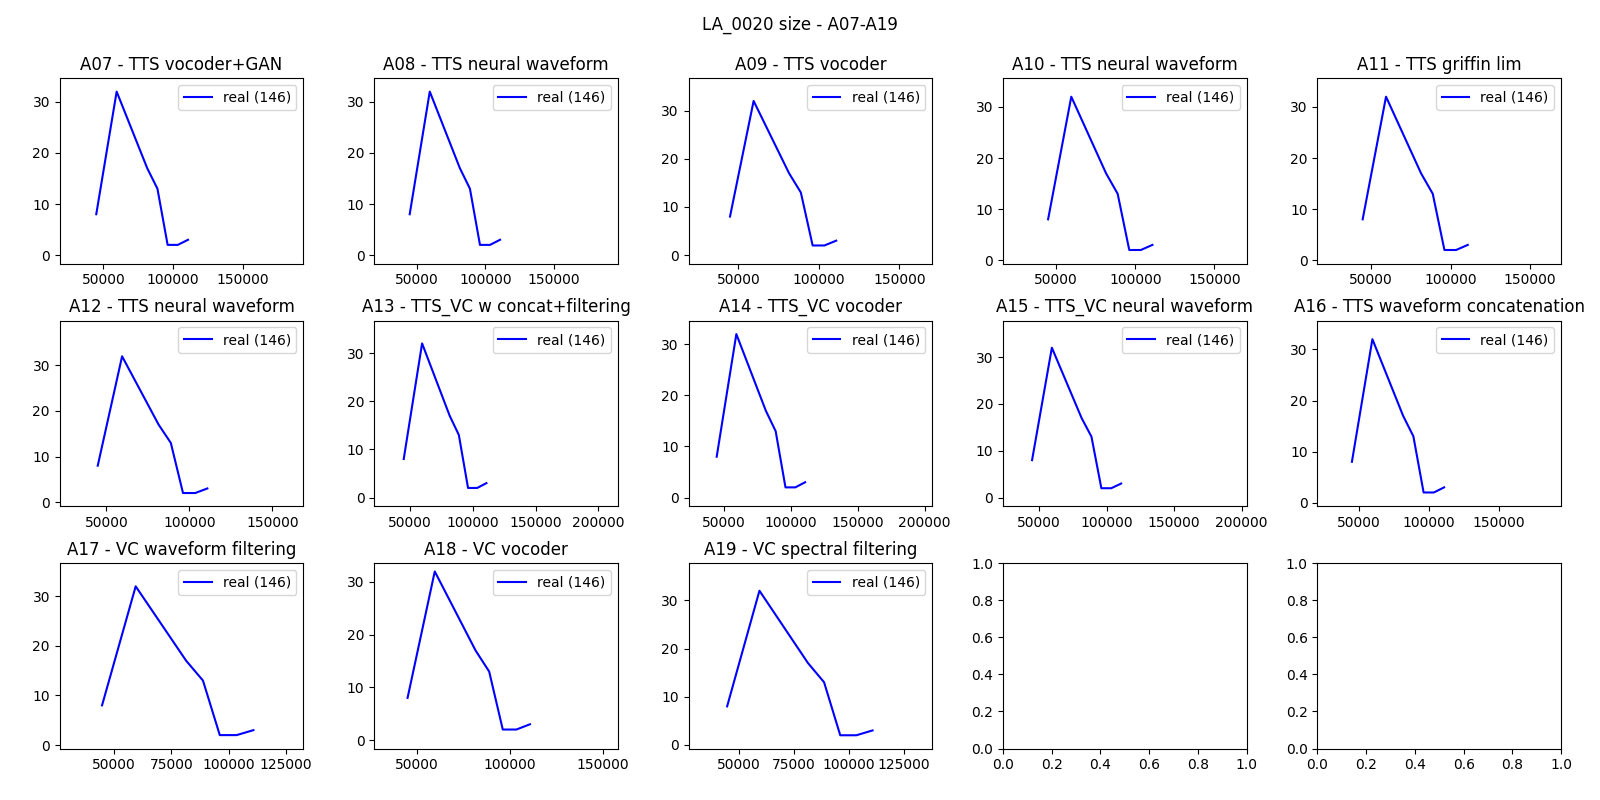 LA_0020 size - A07-A19
A07 - TTS vocoder+GAN
real (146)
30
20
10
0
50000 100000 150000
A08 - TTS neural waveform
real (146)
30
20
10
0
50000 100000 150000
A09 - TTS vocoder
real (146)
30
20
10
0
50000 100000 150000
A10 - TTS neural waveform
real (146)
30
20
10
0
50000 100000 150000
A11 - TTS griffin lim
real (146)
30
20
10
0
50000 100000 150000
A12 - TTS neural waveform
real (146)
30
20
10
0
50000 100000 150000
A13 - TTS_VC w concat+filtering
real (146)
30
20
10
0
50000 100000 150000 200000
A14 - TTS_VC vocoder
real (146)
30
20
10
0
50000 100000 150000 200000
A15 - TTS_VC neural waveform
real (146)
30
20
10
0
50000 100000 150000 200000
A16 - TTS waveform concatenation
real (146)
30
20
10
0
50000 100000 150000
A17 - VC waveform filtering
real (146)
30
20
10
0
50000 75000 100000 125000
A18 - VC vocoder
real (146)
30
20
10
0
50000 100000 150000
A19 - VC spectral filtering
real (146)
30
20
10
0
50000 75000 100000 125000
1.0
0.8
0.6
0.4
0.2
0.0
0.0 0.2 0.4 0.6 0.8 1.0
1.0
0.8
0.6
0.4
0.2
0.0
0.0 0.2 0.4 0.6 0.8 1.0